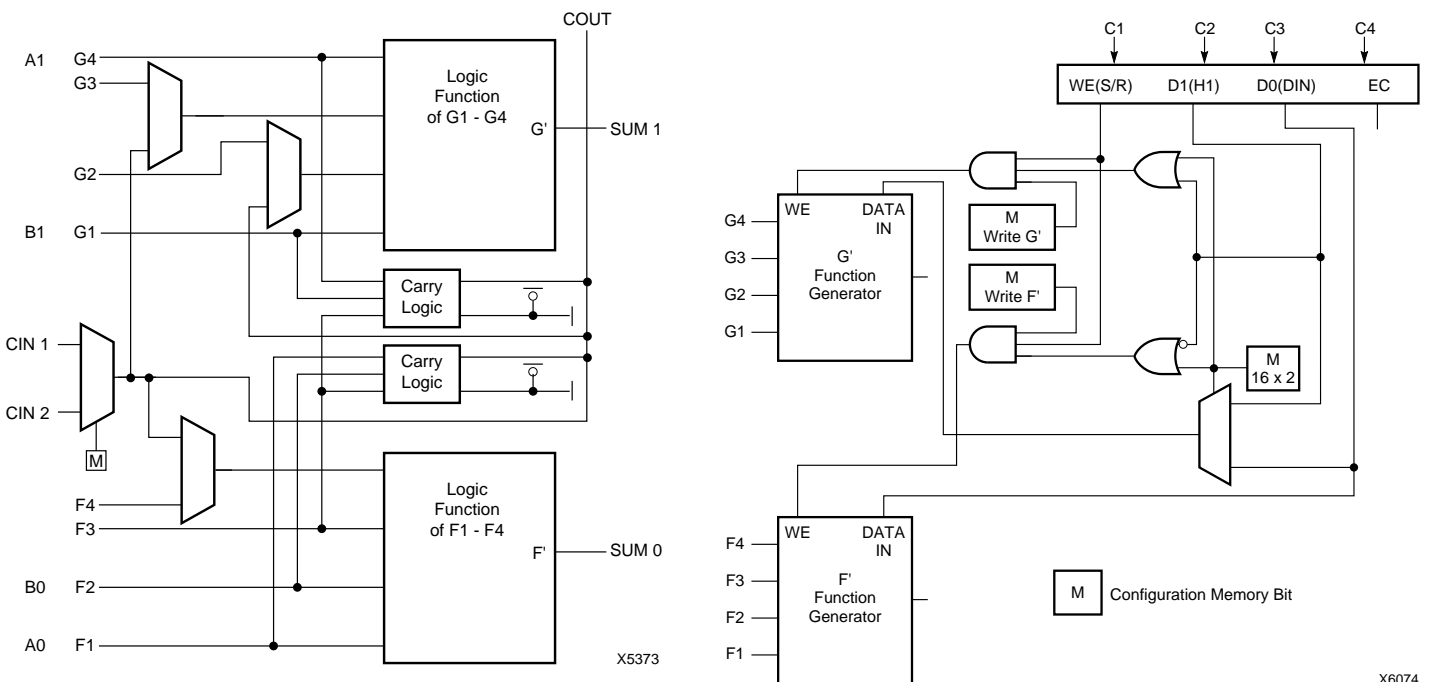 COUT
A1 G4
G3
Logic
Function
of G1 - G4
G'
SUM 1
G2
B1 G1
Carry
Logic
CIN 1
Carry
Logic
CIN 2
M
F4
F3
Logic
Function
of F1 - F4
F'
SUM 0
B0 F2
A0 F1
X5373
C1 C2 C3 C4
WE(S/R) D1(H1) D0(DIN) EC
WE DATA
IN
G4
G3
G2
G1
G'
Function
Generator
M
Write G'
M
Write F'
M
16 x 2
WE DATA
IN
F4
F3
F2
F1
F'
Function
Generator
M Configuration Memory Bit
X6074